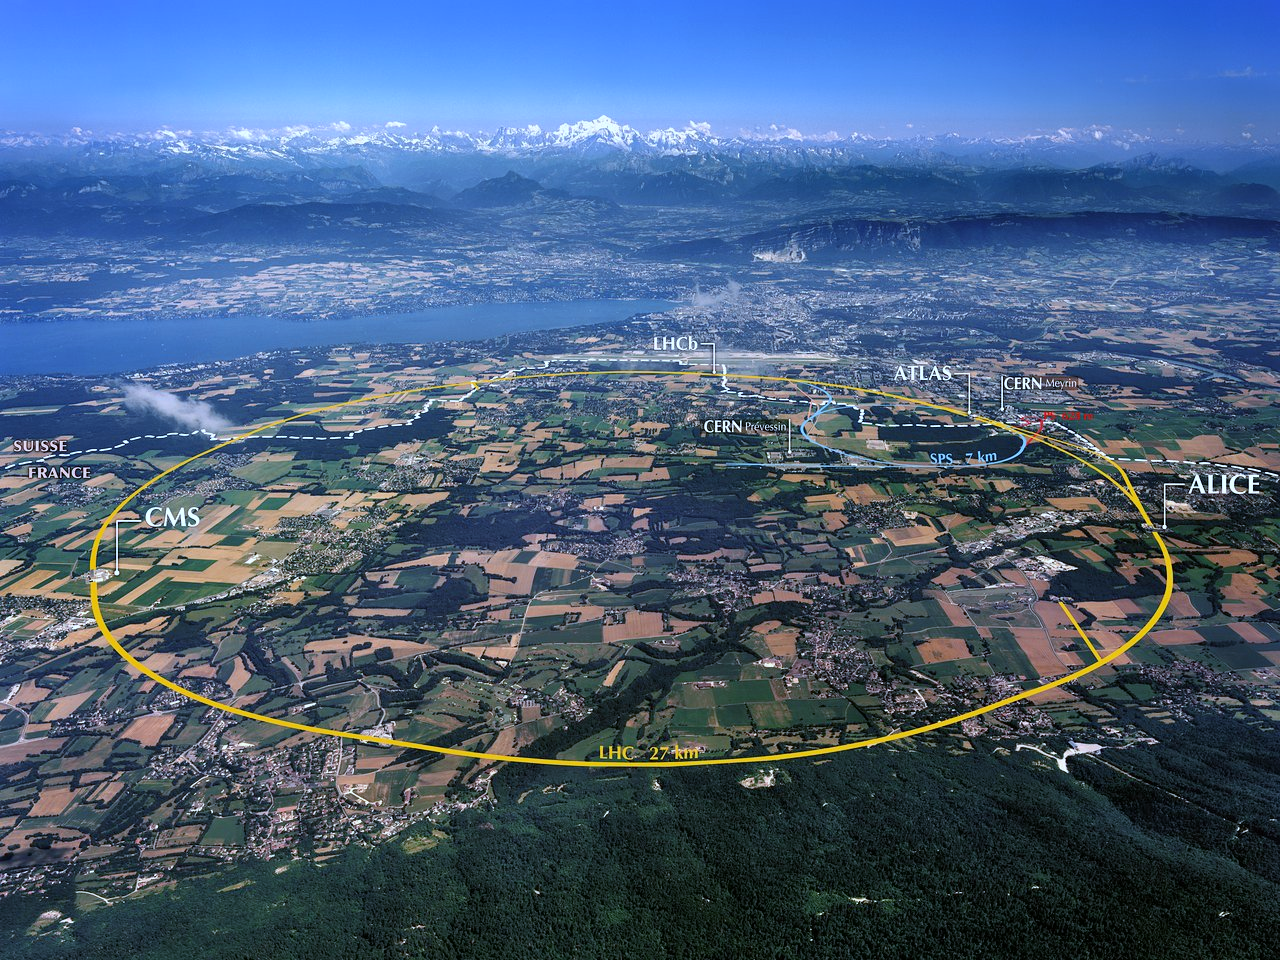 LHCb
ATLAS
CERN Meyrin
CERN Prévessin
SPS - 7 km
SUISSE
FRANCE
ALICE
CMS
LHC - 27 km